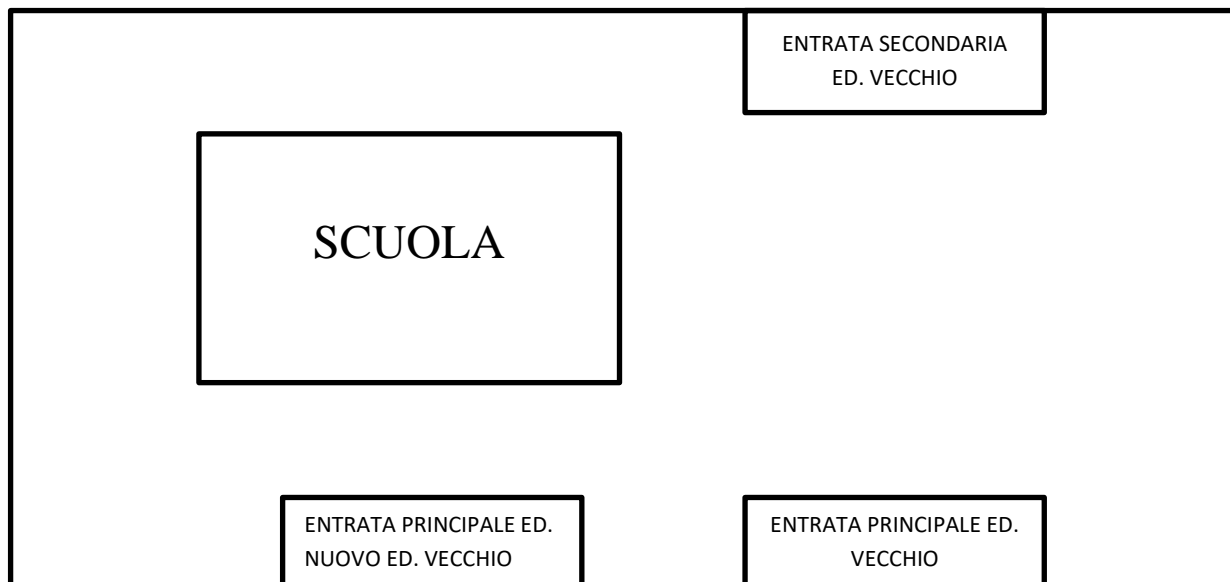 ENTRATA SECONDARIA
ED. VECCHIO
SCUOLA
ENTRATA PRINCIPALE ED.
NUOVO ED. VECCHIO
ENTRATA PRINCIPALE ED.
VECCHIO